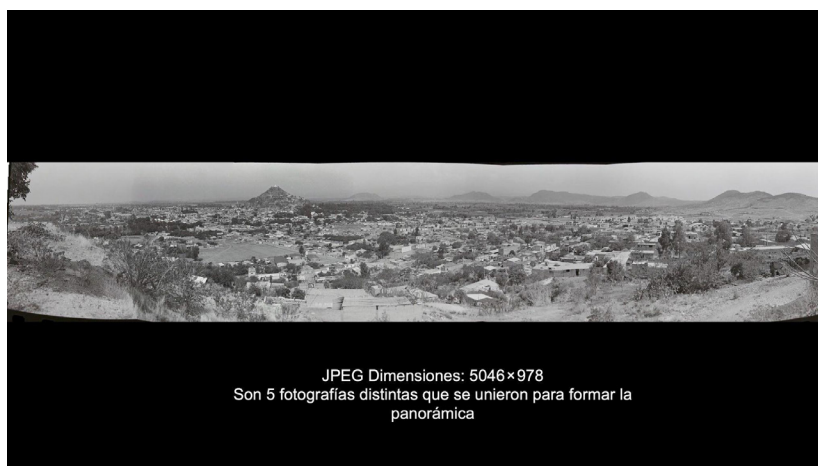 JPEG Dimensiones: 5046×978
Son 5 fotografías distintas que se unieron para formar la
panorámica